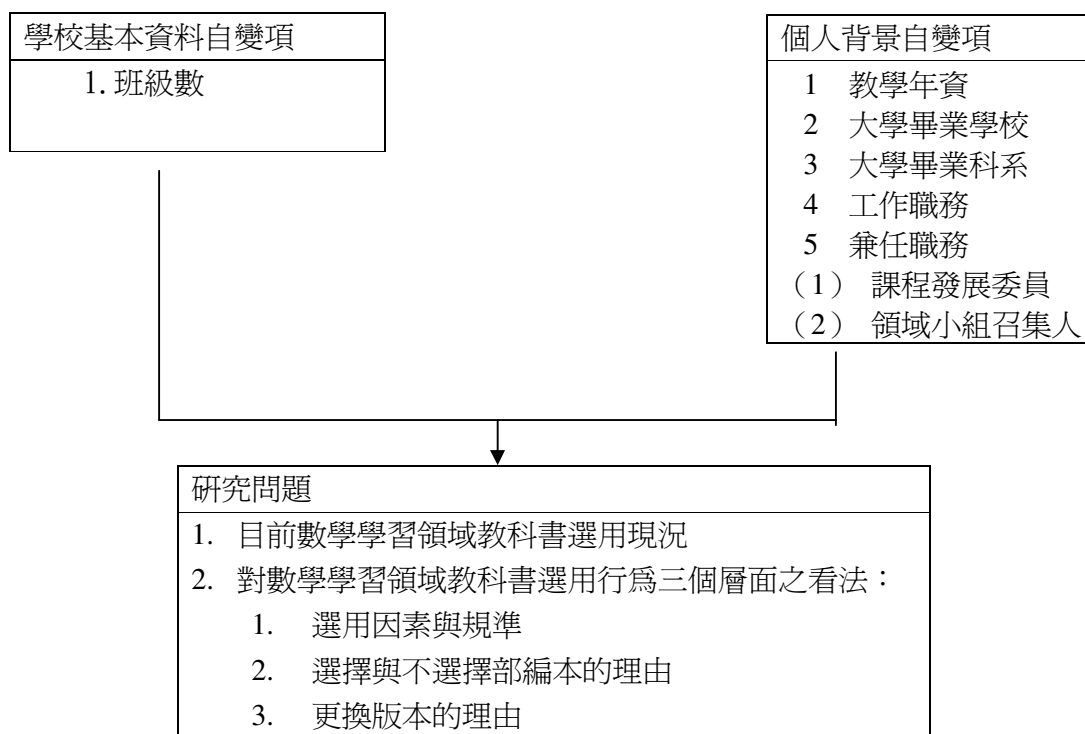 學校基本資料自變項
1. 班級數
個人背景自變項
1 教學年資
2 大學畢業學校
3 大學畢業科系
4 工作職務
5 兼任職務
（1） 課程發展委員
（2） 領域小組召集人
研究問題
1. 目前數學學習領域教科書選用現況
2. 對數學學習領域教科書選用行為三個層面之看法：
1. 選用因素與規準
2. 選擇與不選擇部編本的理由
3. 更換版本的理由